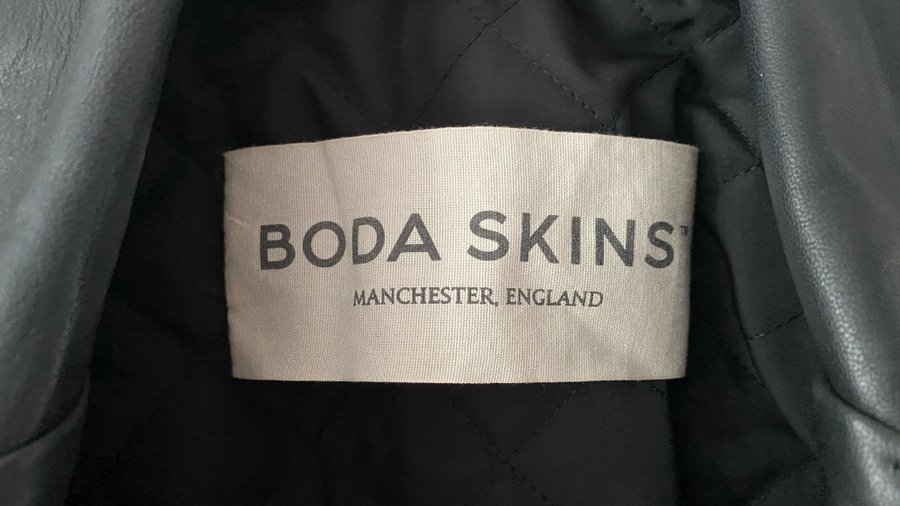 BODA SKINS™
MANCHESTER, ENGLAND